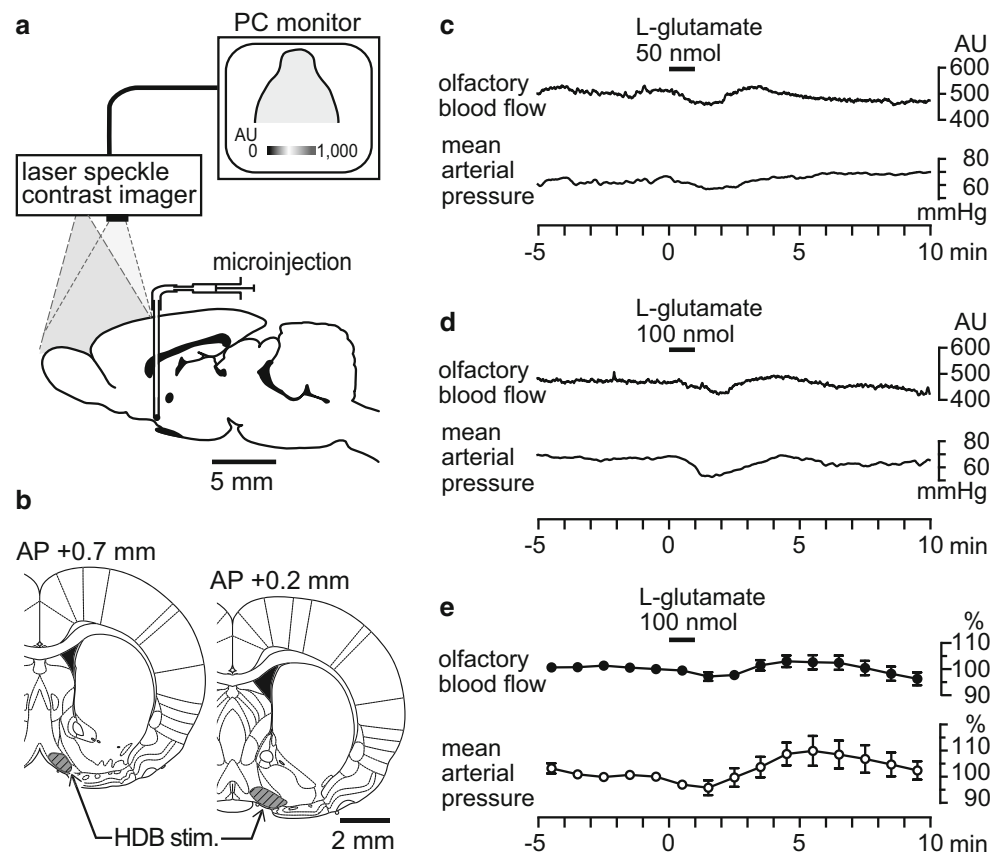 a
PC monitor
AU
0 1,000
laser speckle
contrast imager
microinjection
5 mm
b
AP +0.7 mm
AP +0.2 mm
HDB stim.
2 mm
c
L-glutamate
50 nmol
AU
600
500
400
olfactory
blood flow
mean
arterial
pressure
80
60
mmHg
-5 0 5 10 min
d
L-glutamate
100 nmol
AU
600
500
400
olfactory
blood flow
mean
arterial
pressure
80
60
mmHg
-5 0 5 10 min
e
L-glutamate
100 nmol
%
110
100
90
olfactory
blood flow
%
110
100
90
mean
arterial
pressure
-5 0 5 10 min